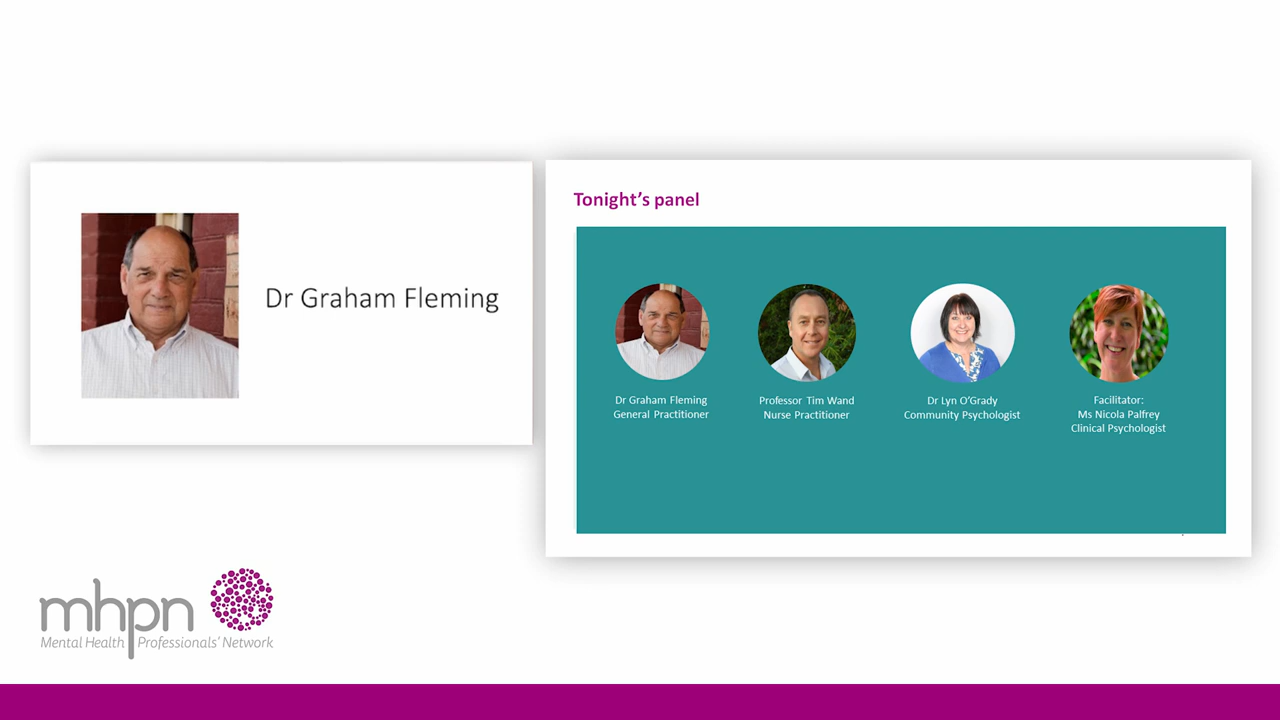 Dr Graham Fleming
Tonight’s panel
Dr Graham Fleming
General Practitioner
Professor Tim Wand
Nurse Practitioner
Dr Lyn O’Grady
Community Psychologist
Facilitator:
Ms Nicola Palfrey
Clinical Psychologist
mhpn
Mental Health Professionals' Network